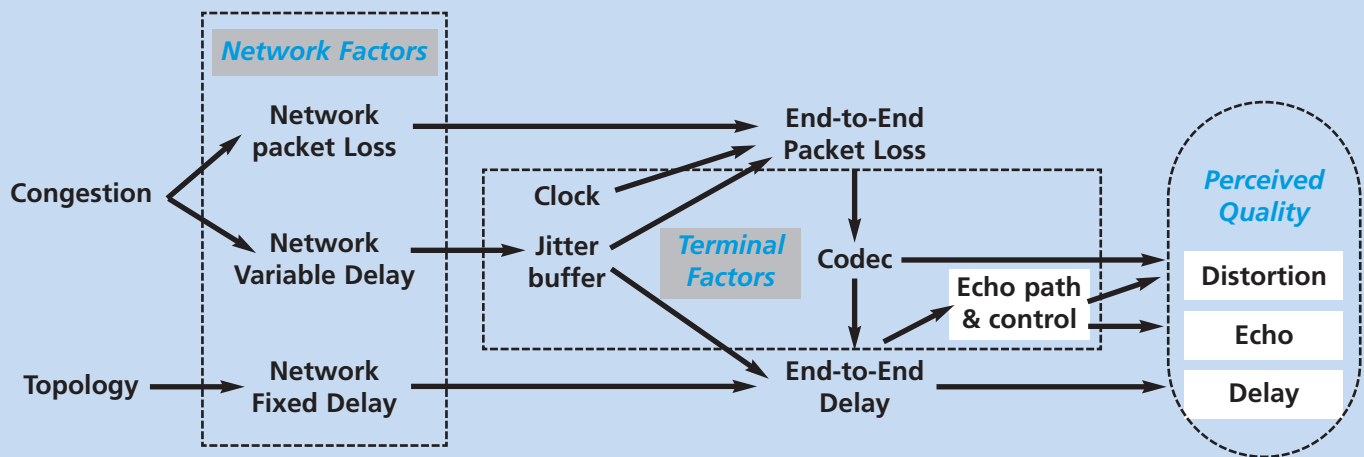 Network Factors
Network
packet Loss
End-to-End
Packet Loss
Congestion
Clock
Perceived
Quality
Network
Variable Delay
Jitter
buffer
Terminal
Factors
Codec
Distortion
Echo path
& control
Echo
Topology
Network
Fixed Delay
End-to-End
Delay
Delay